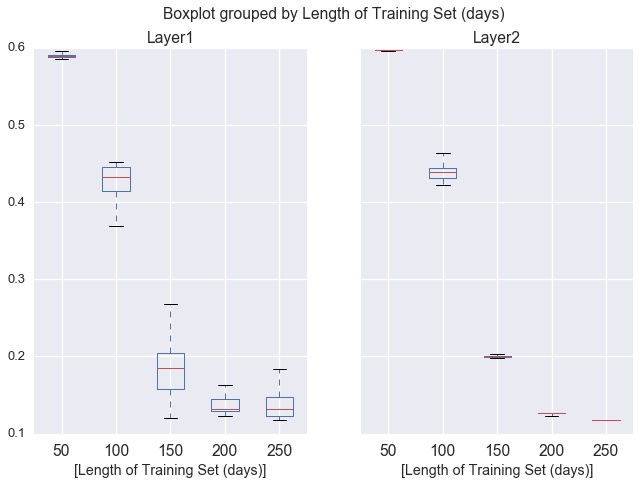 Boxplot grouped by Length of Training Set (days)
Layer1 Layer2
0.6
0.5
0.4
0.3
0.2
0.1
50 100 150 200 250 50 100 150 200 250
[Length of Training Set (days)] [Length of Training Set (days)]